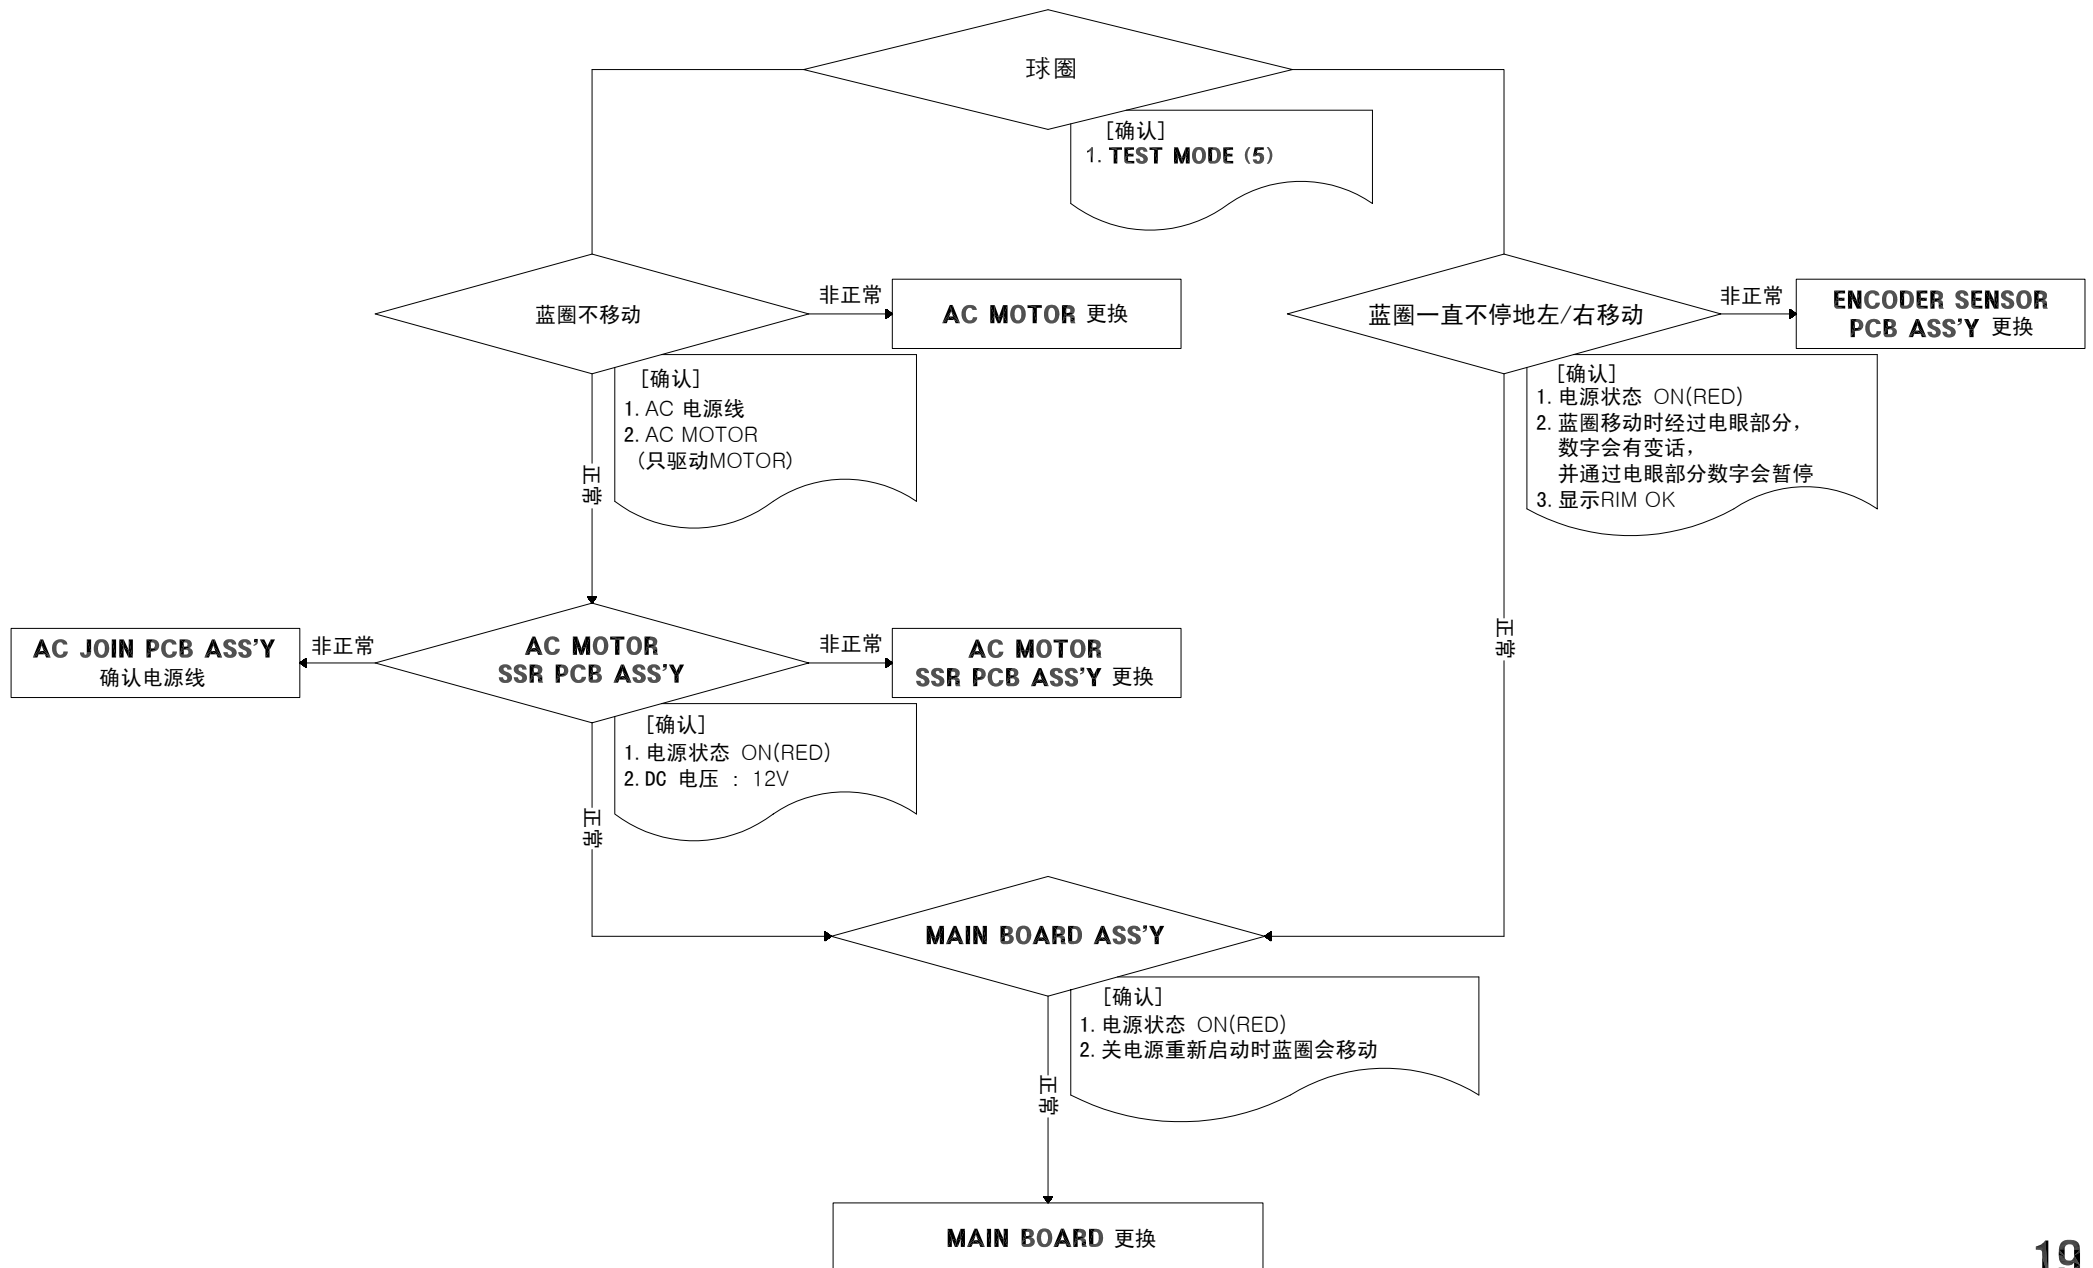 球圈
[确认]
1. TEST MODE (5)
蓝圈不移动
非正常
AC MOTOR 更换
[确认]
1. AC 电源线
2. AC MOTOR
(只驱动MOTOR)
正常
蓝圈一直不停地左/右移动
非正常
ENCODER SENSOR
PCB ASS'Y 更换
[确认]
1. 电源状态 ON(RED)
2. 蓝圈移动时经过电眼部分,
数字会有变话,
并通过电眼部分数字会暂停
3. 显示RIM OK
正常
AC JOIN PCB ASS'Y
确认电源线
非正常
AC MOTOR
SSR PCB ASS'Y
非正常
AC MOTOR
SSR PCB ASS'Y 更换
[确认]
1. 电源状态 ON(RED)
2. DC 电压 : 12V
正常
MAIN BOARD ASS'Y
[确认]
1. 电源状态 ON(RED)
2. 关电源重新启动时蓝圈会移动
正常
MAIN BOARD 更换
19